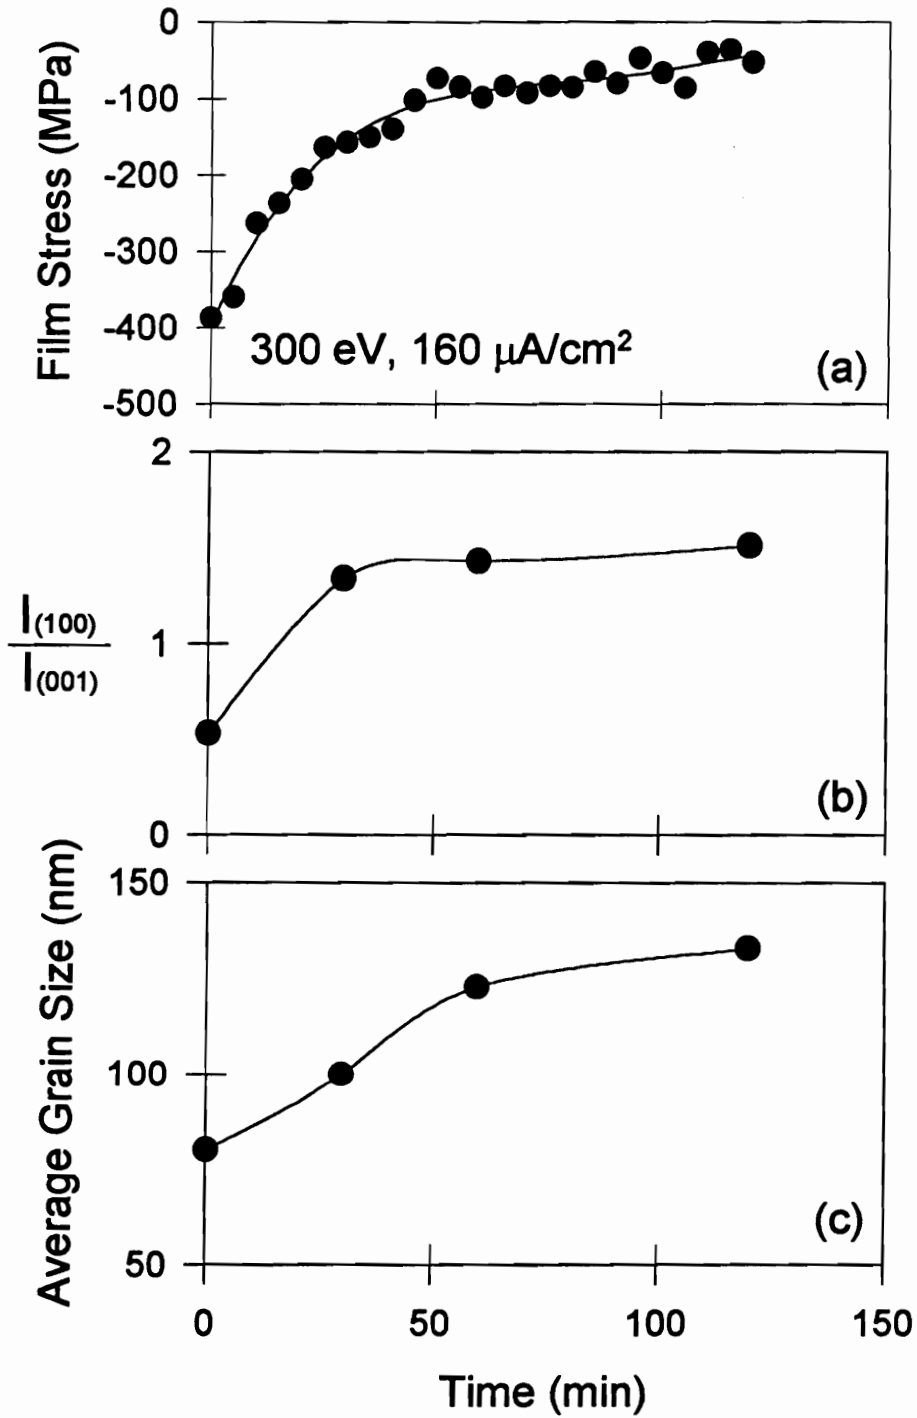 0
-100
-200
-300
-400
-500
Film Stress (MPa)
300 eV, 160 μA/cm²
(a)
2
1
0
I(100)
I(001)
(b)
150
100
50
Average Grain Size (nm)
(c)
0 50 100 150
Time (min)